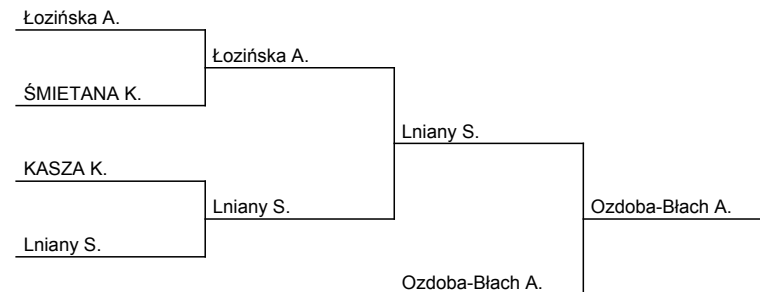 Łozińska A.
Łozińska A.
ŚMIETANA K.
Lniany S.
KASZA K.
Lniany S.
Ozdoba-Błach A.
Lniany S.
Ozdoba-Błach A.